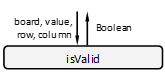 board, value,
row, column
Boolean
isValid